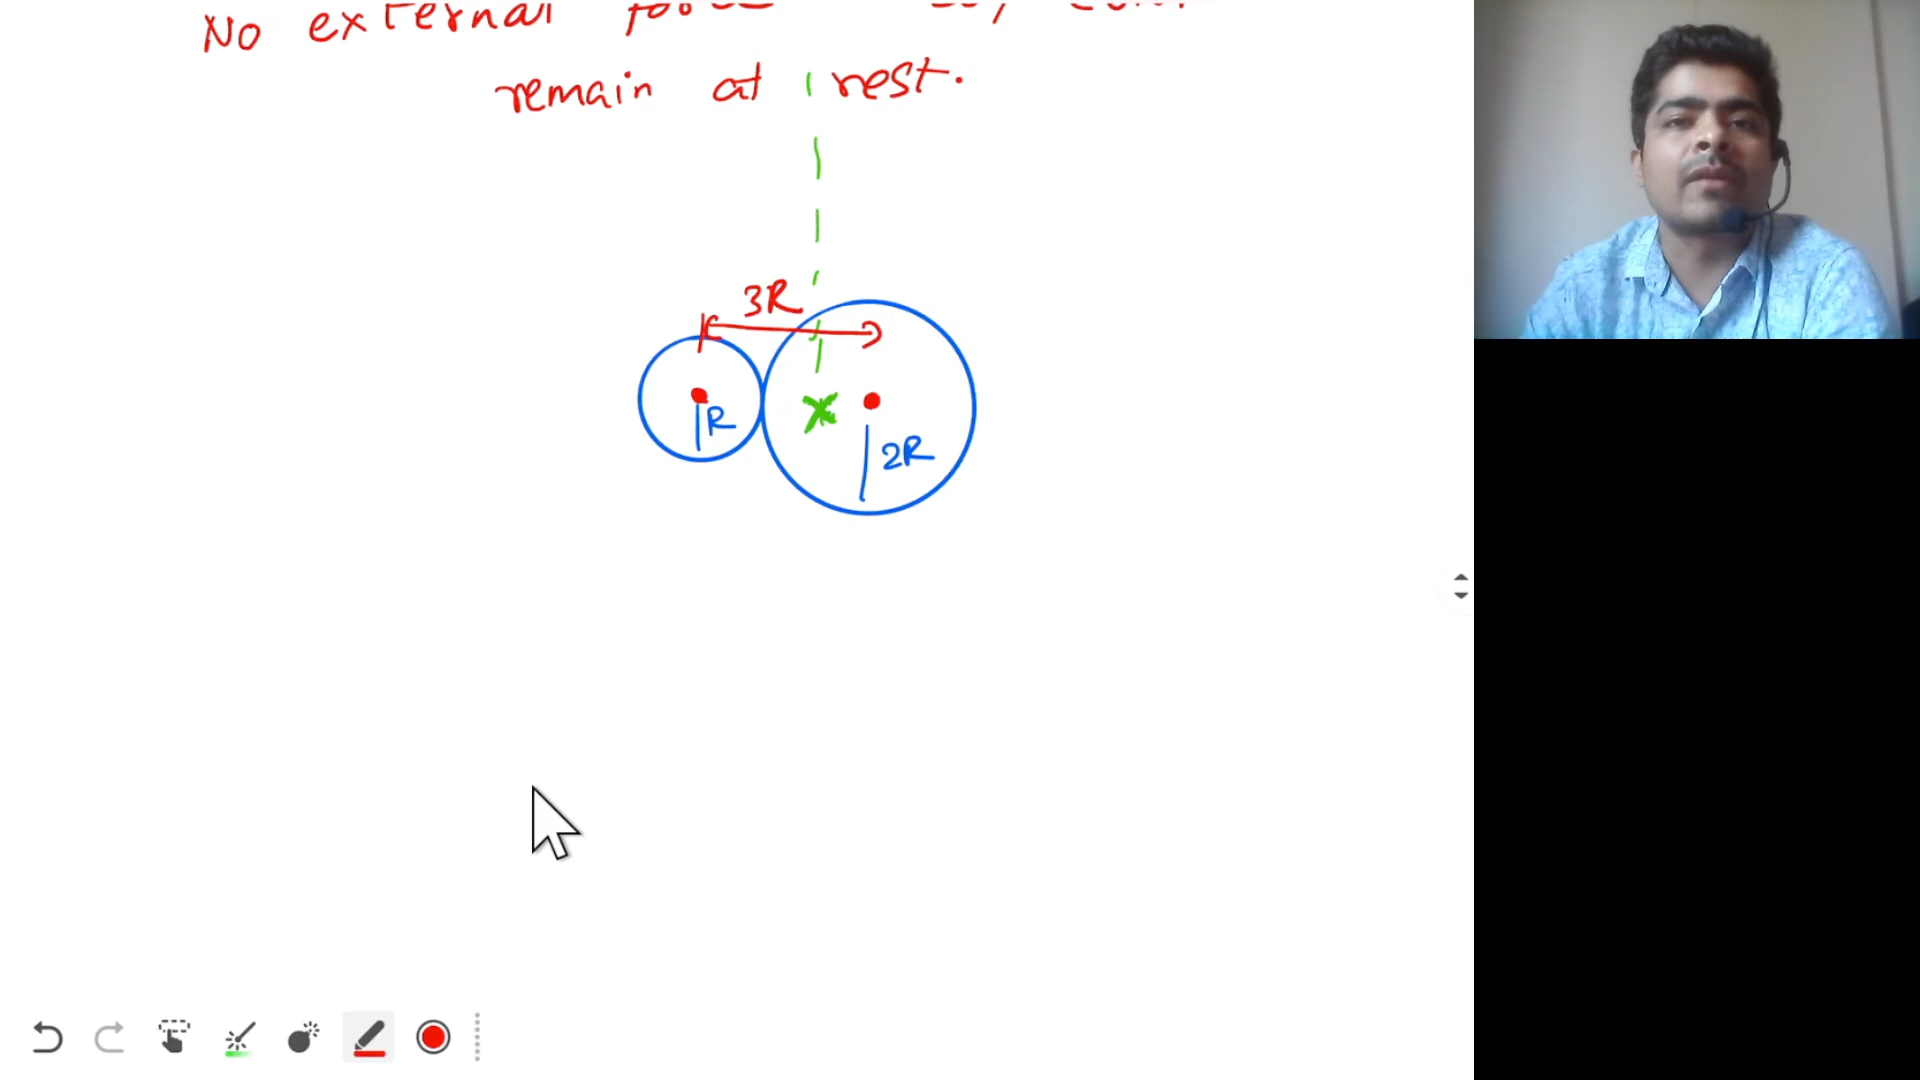 No external
remain at rest.
3R
R
2R